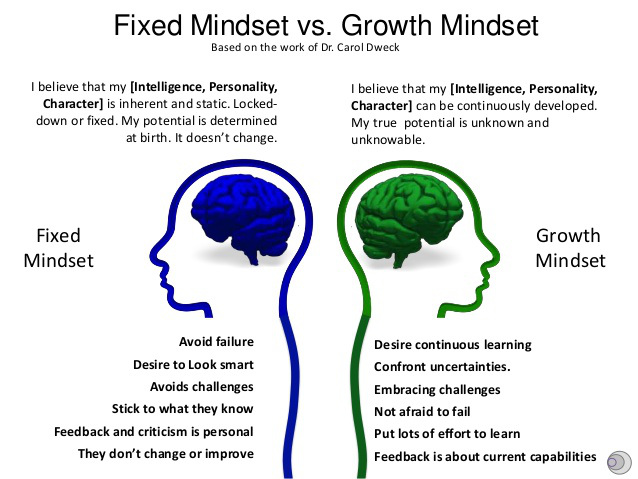 Fixed Mindset vs. Growth Mindset
Based on the work of Dr. Carol Dweck
I believe that my [Intelligence, Personality,
Character] is inherent and static. Locked-
down or fixed. My potential is determined
at birth. It doesn’t change.
I believe that my [Intelligence, Personality,
Character] can be continuously developed.
My true potential is unknown and
unknowable.
Fixed
Mindset
Growth
Mindset
Avoid failure
Desire to Look smart
Avoids challenges
Stick to what they know
Feedback and criticism is personal
They don’t change or improve
Desire continuous learning
Confront uncertainties.
Embracing challenges
Not afraid to fail
Put lots of effort to learn
Feedback is about current capabilities